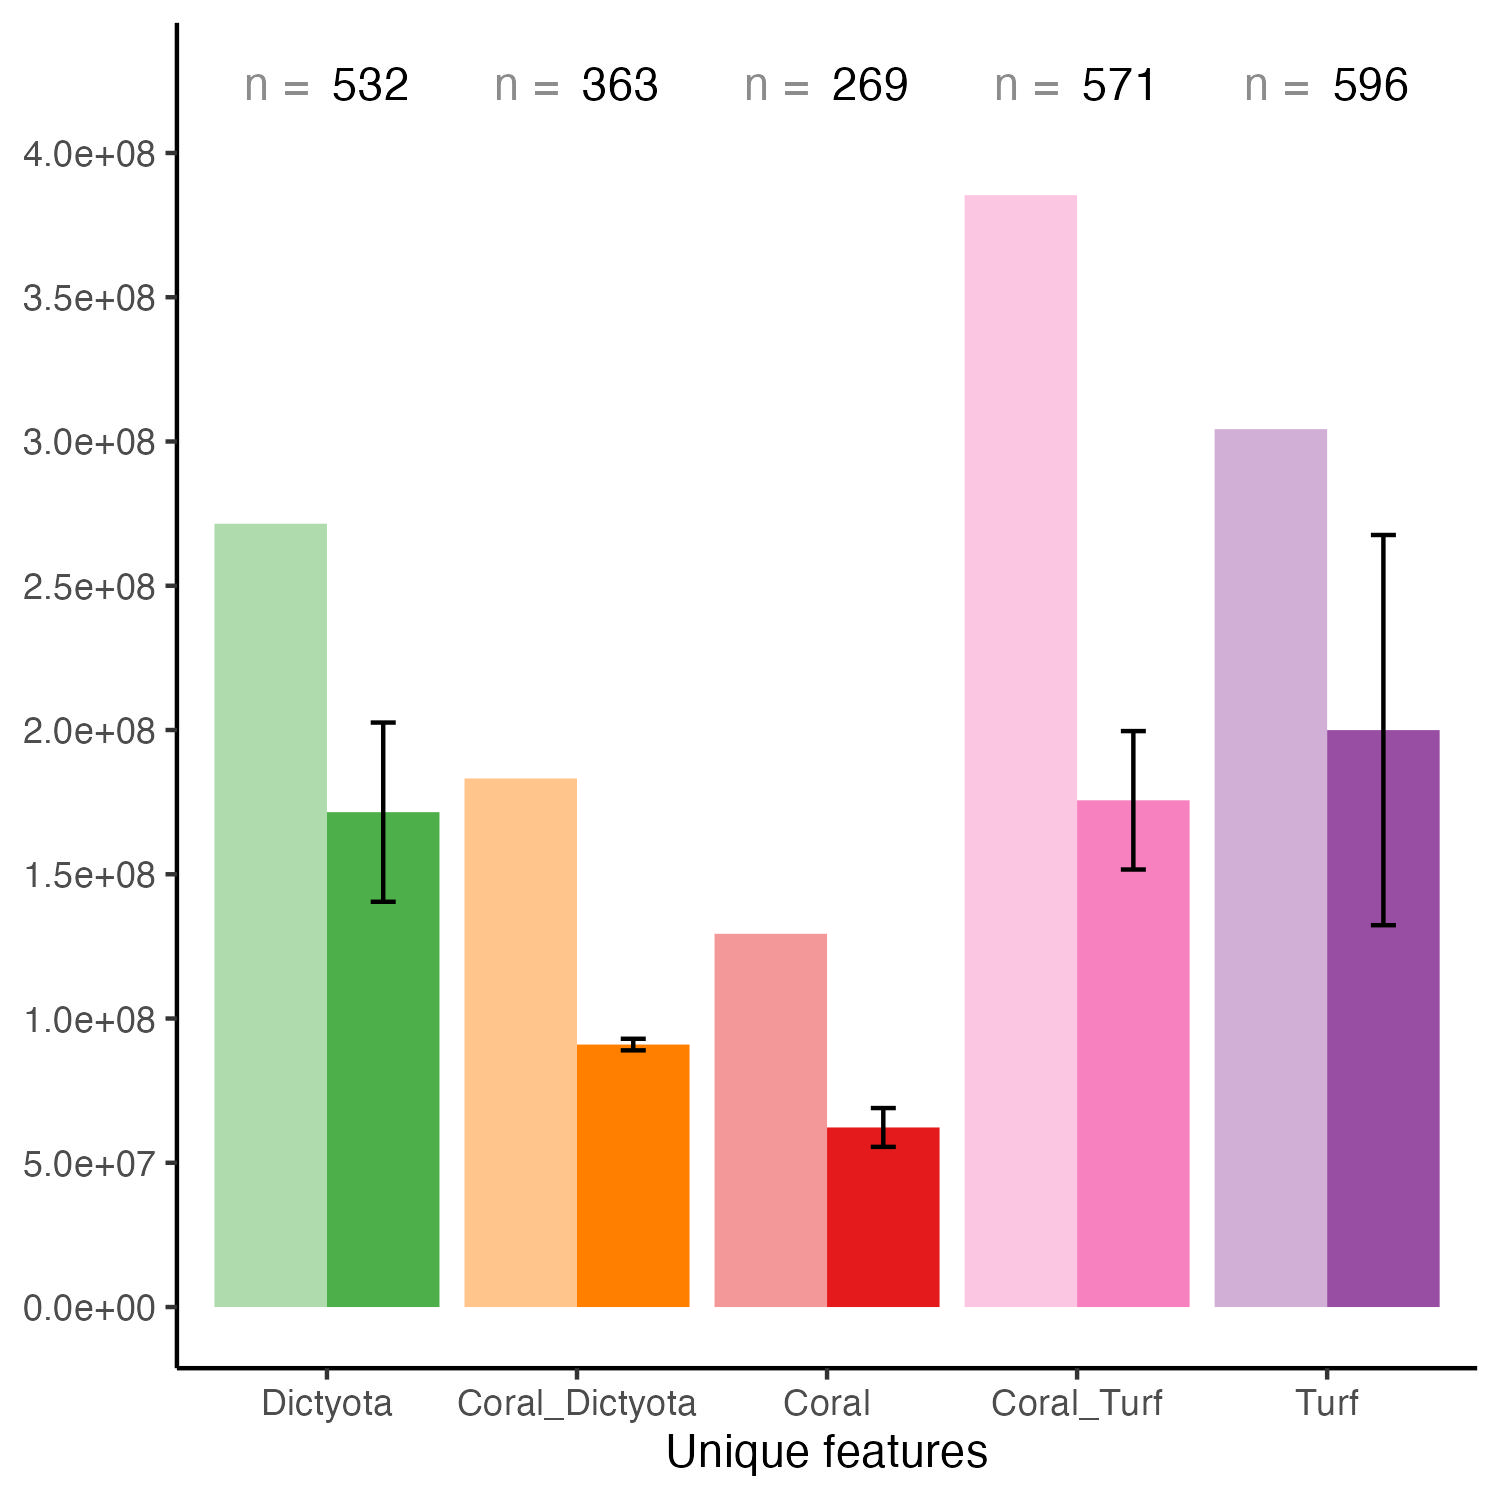 n = 532 n = 363 n = 269 n = 571 n = 596
4.0e+08
3.5e+08
3.0e+08
2.5e+08
2.0e+08
1.5e+08
1.0e+08
5.0e+07
0.0e+00
Dictyota Coral_Dictyota Coral Coral_Turf Turf
Unique features